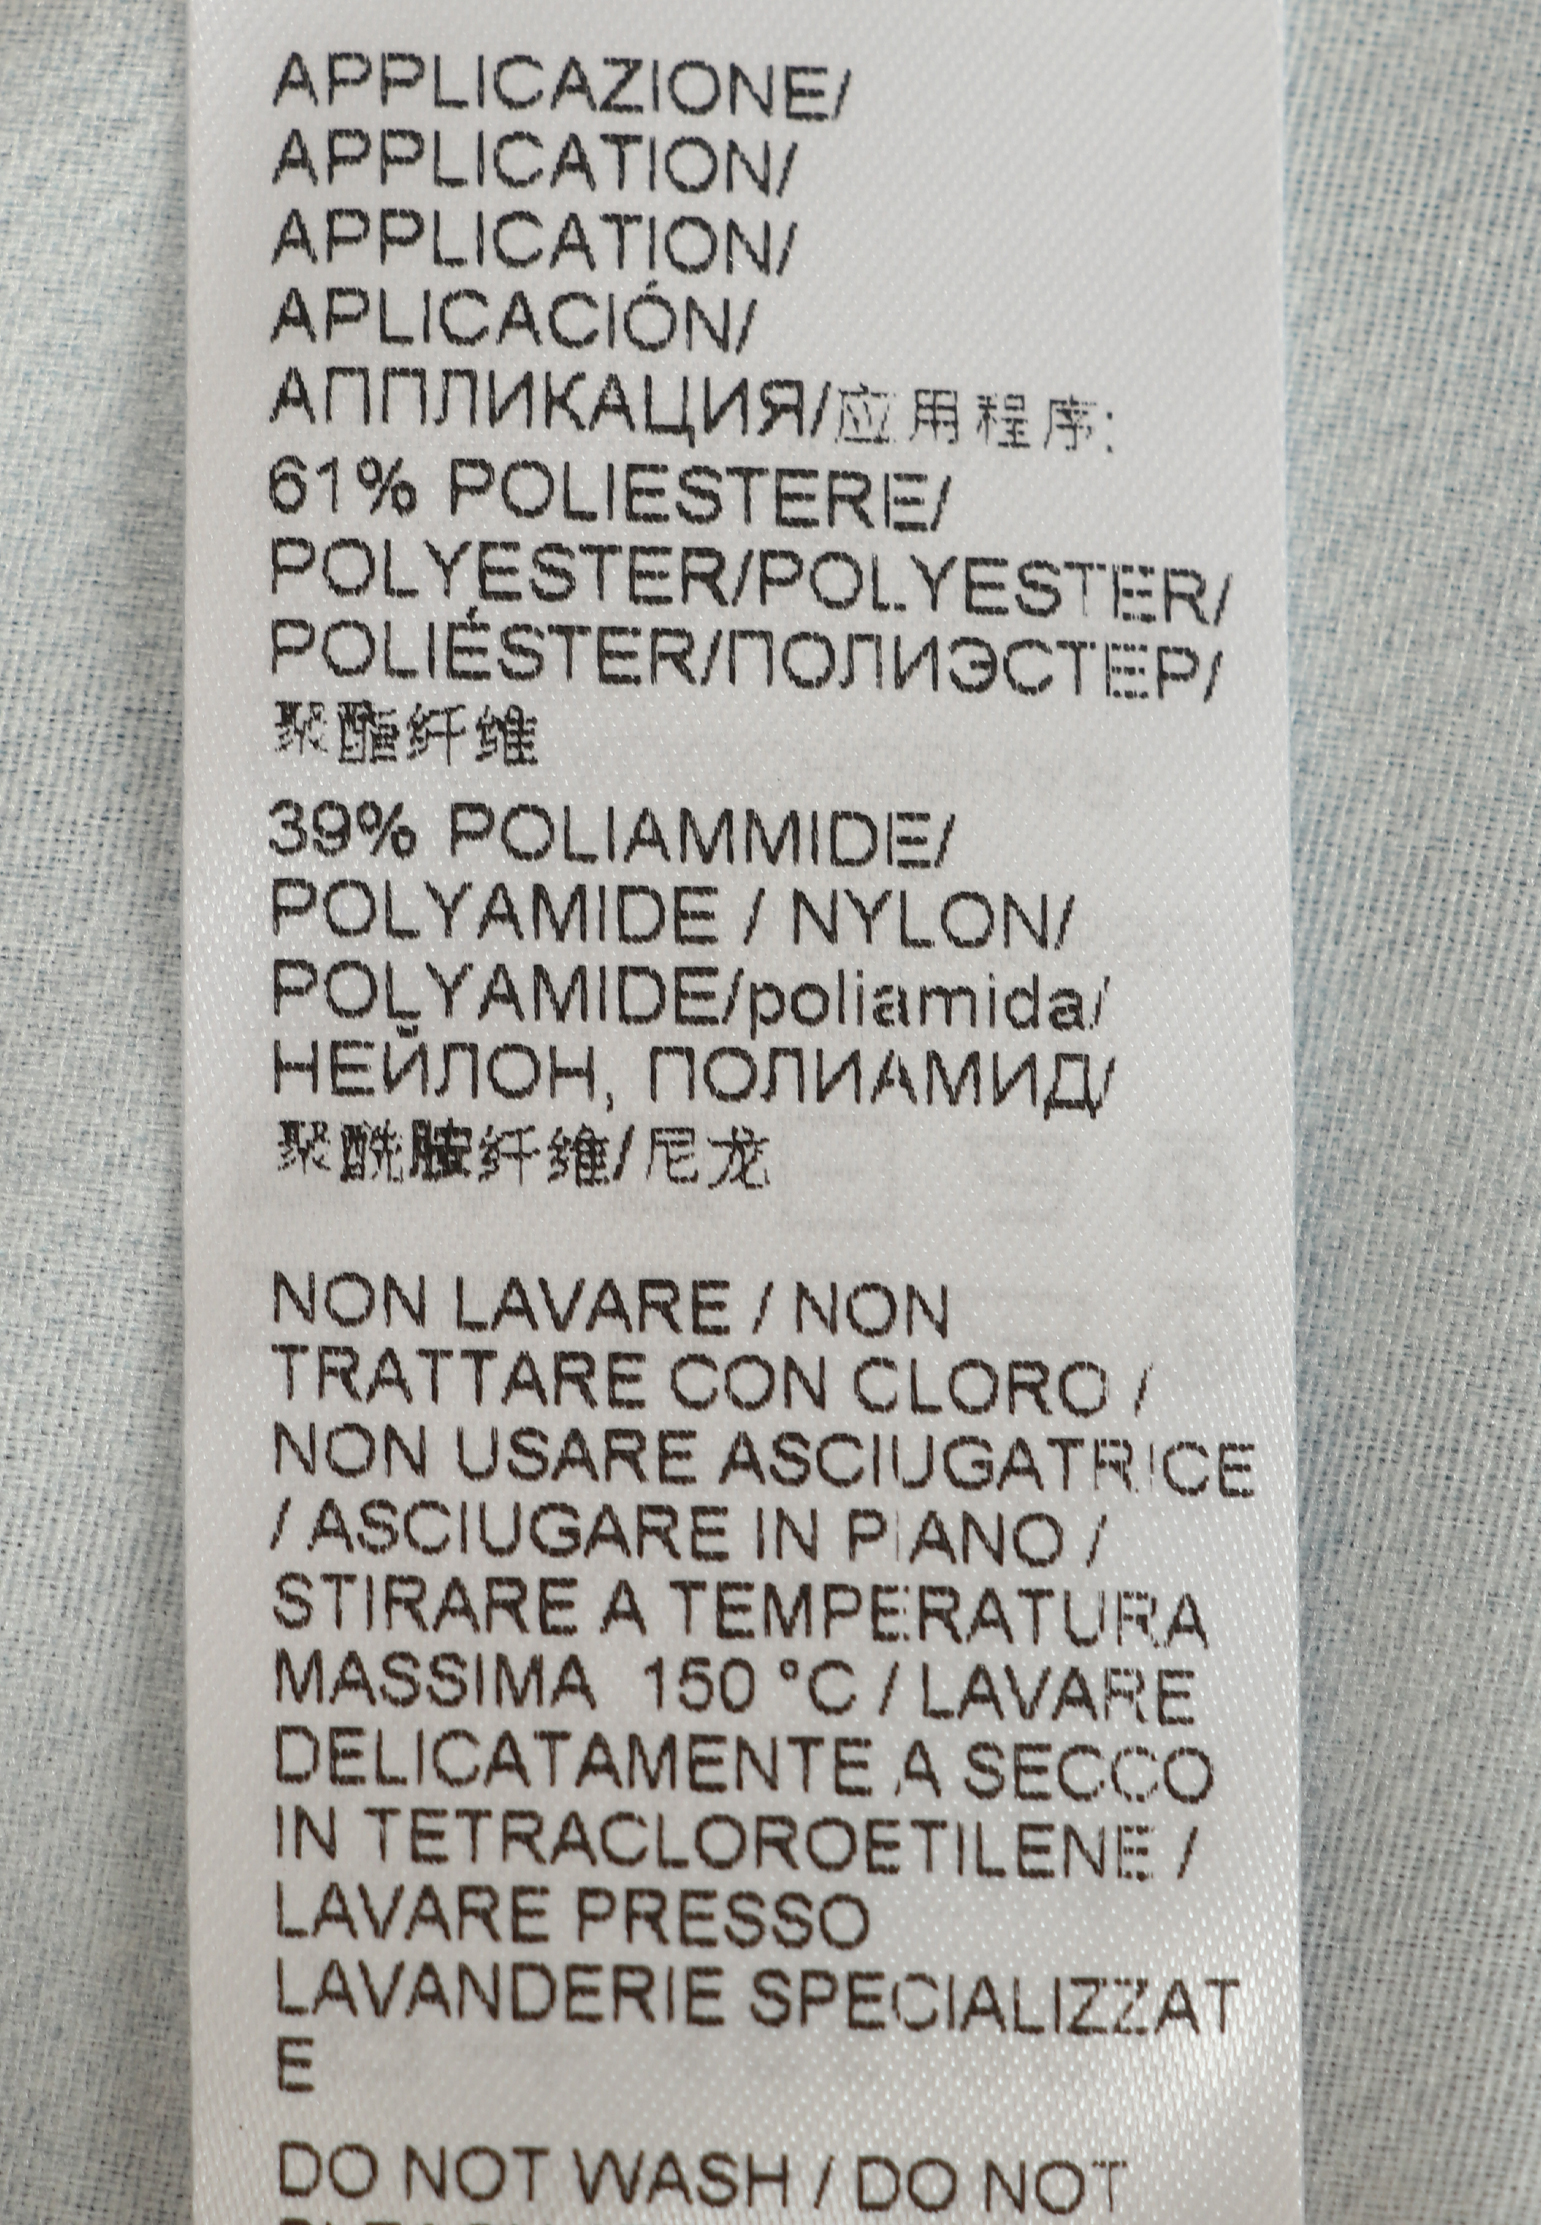 APPLICAZIONE/
APPLICATION/
APPLICATION/
APLICACIÓN/
АППЛИКАЦИЯ/应用程序:
61% POLIESTERE/
POLYESTER/POLYESTER/
POLIÉSTER/ПОЛИЭСТЕР/
聚酯纤维
39% POLIAMMIDE/
POLYAMIDE / NYLON/
POLYAMIDE/poliamida/
НЕЙЛОН, ПОЛИАМИД/
聚酰胺纤维/尼龙
NON LAVARE / NON
TRATTARE CON CLORO /
NON USARE ASCIUGATRICE
/ ASCIUGARE IN PIANO /
STIRARE A TEMPERATURA
MASSIMA 150 °C / LAVARE
DELICATAMENTE A SECCO
IN TETRACLOROETILENE /
LAVARE PRESSO
LAVANDERIE SPECIALIZZAT
E
DO NOT WASH / DO NOT